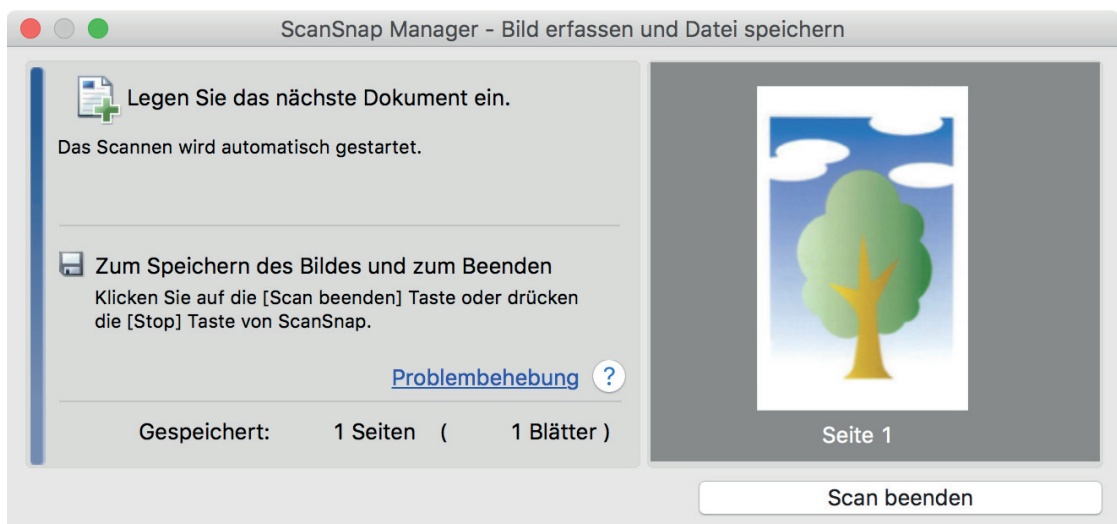 ScanSnap Manager - Bild erfassen und Datei speichern
Legen Sie das nächste Dokument ein.
Das Scannen wird automatisch gestartet.
Zum Speichern des Bildes und zum Beenden
Klicken Sie auf die [Scan beenden] Taste oder drücken
die [Stop] Taste von ScanSnap.
Problembehebung ?
Gespeichert: 1 Seiten ( 1 Blätter )
Seite 1
Scan beenden